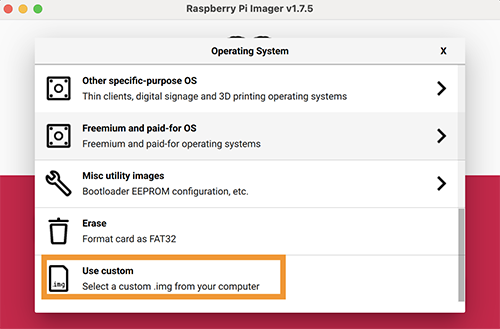 Raspberry Pi Imager v1.7.5
Operating System
X
Other specific-purpose OS
Thin clients, digital signage and 3D printing operating systems
Freemium and paid-for OS
Freemium and paid-for operating systems
Misc utility images
Bootloader EEPROM configuration, etc.
Erase
Format card as FAT32
.img
Use custom
Select a custom .img from your computer